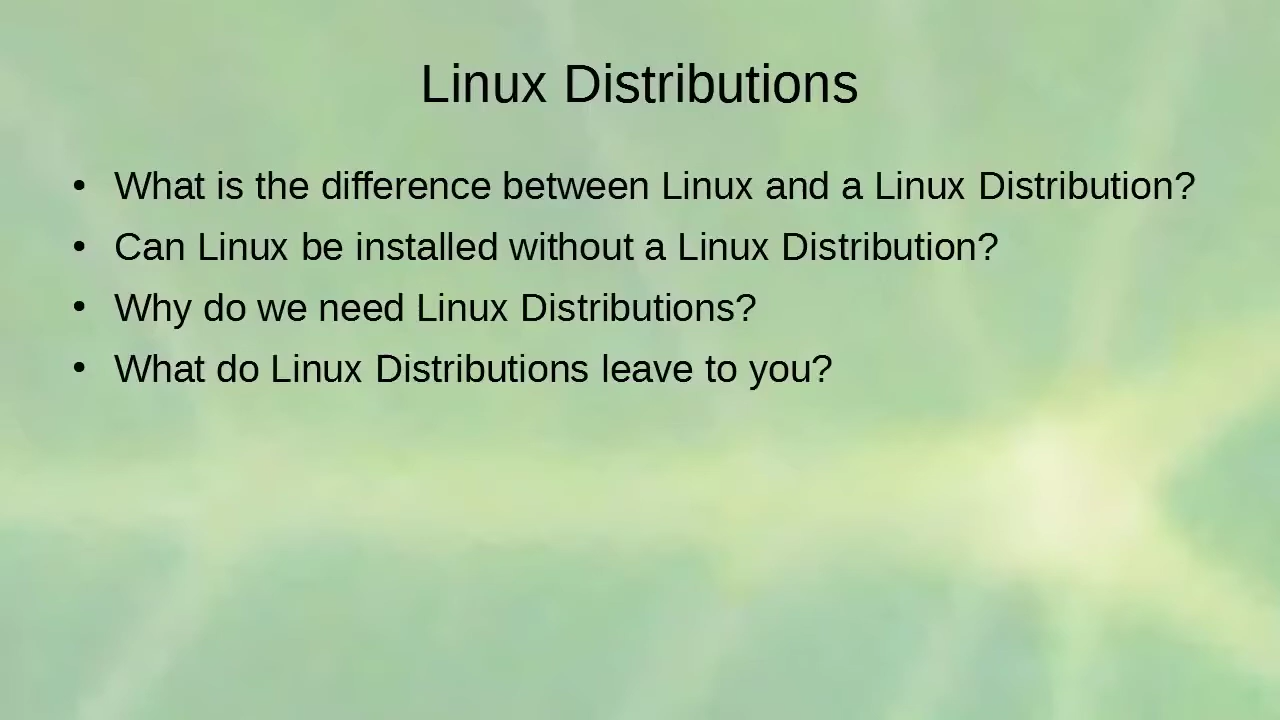 Linux Distributions
• What is the difference between Linux and a Linux Distribution?
• Can Linux be installed without a Linux Distribution?
• Why do we need Linux Distributions?
• What do Linux Distributions leave to you?